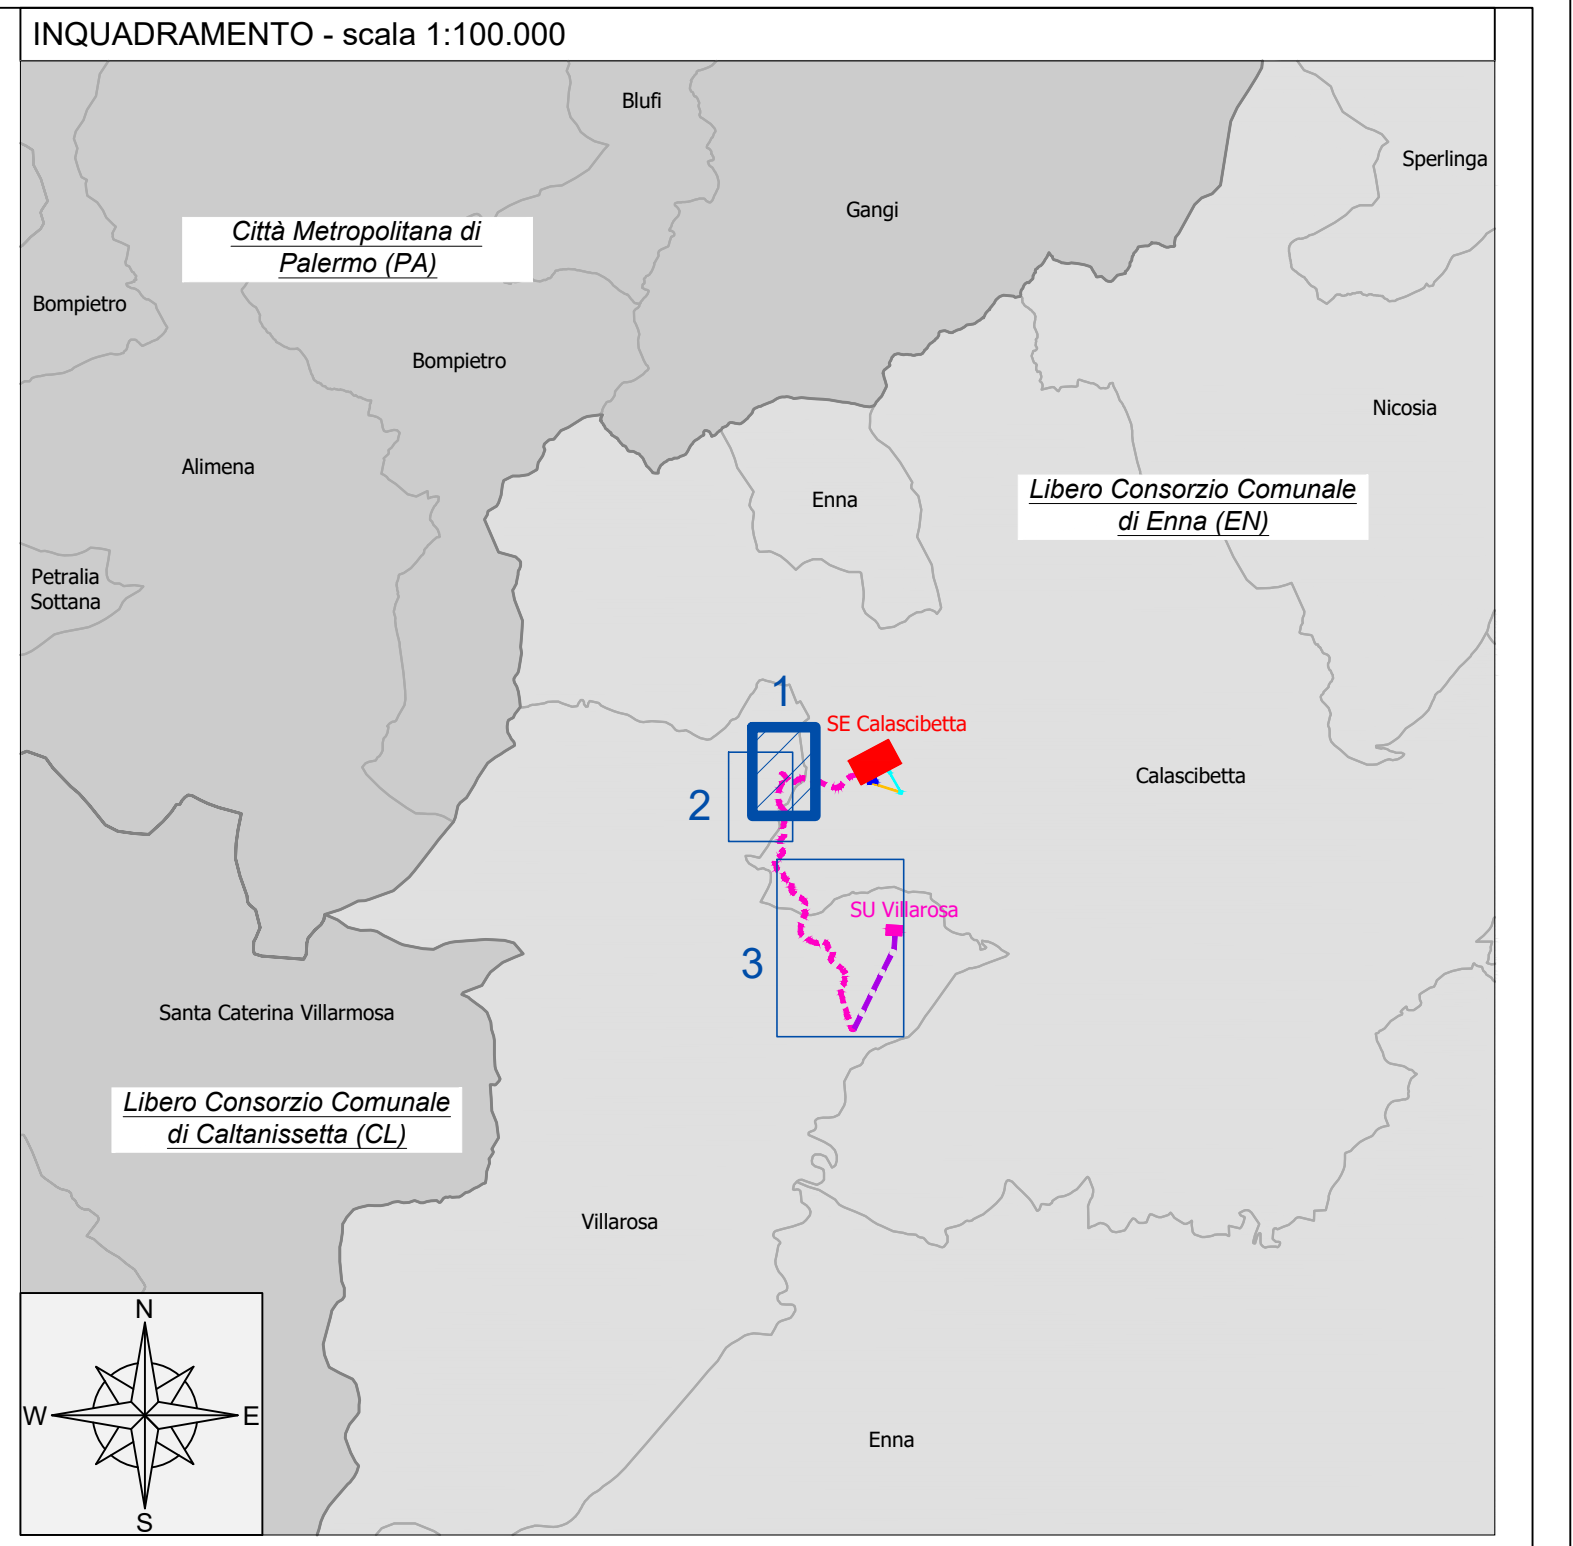 INQUADRAMENTO - scala 1:100.000
Blufi
Sperlinga
Gangi
Città Metropolitana di
Palermo (PA)
Bompietro
Bompietro
Nicosia
Alimena
Enna
Libero Consorzio Comunale
di Enna (EN)
Petralia
Sottana
1
SE Calascibetta
Calascibetta
2
SU Villarosa
3
Santa Caterina Villarmosa
Libero Consorzio Comunale
di Caltanissetta (CL)
Villarosa
N
W
E
S
Enna